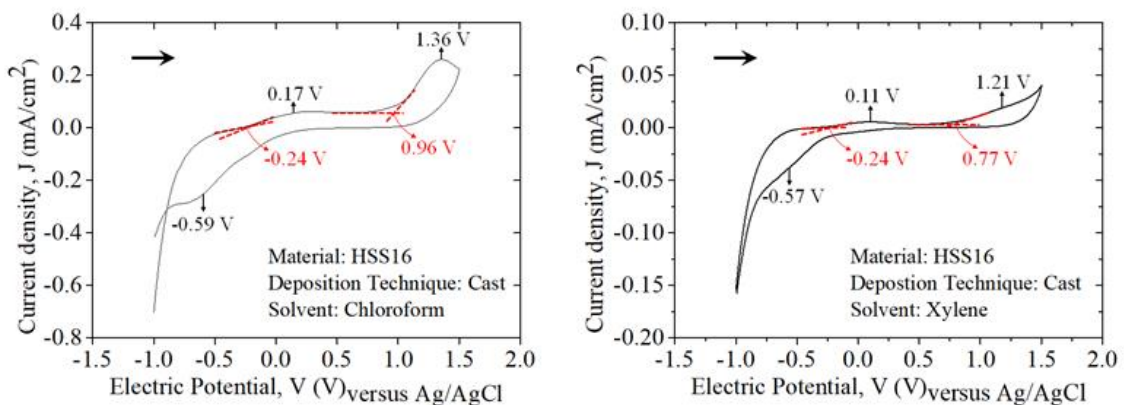 Current density, J (mA/cm²)
0.4
0.2
0.0
-0.2
-0.4
-0.6
-0.8
1.36 V
0.17 V
-0.24 V
0.96 V
-0.59 V
Material: HSS16
Deposition Technique: Cast
Solvent: Chloroform
-1.5 -1.0 -0.5 0.0 0.5 1.0 1.5 2.0
Electric Potential, V (V)versus Ag/AgCl
Current density, J (mA/cm²)
0.10
0.05
0.00
-0.05
-0.10
-0.15
-0.20
0.11 V
1.21 V
-0.24 V
0.77 V
-0.57 V
Material: HSS16
Depostion Technique: Cast
Solvent: Xylene
-1.5 -1.0 -0.5 0.0 0.5 1.0 1.5 2.0
Electric Potential, V (V)versus Ag/AgCl